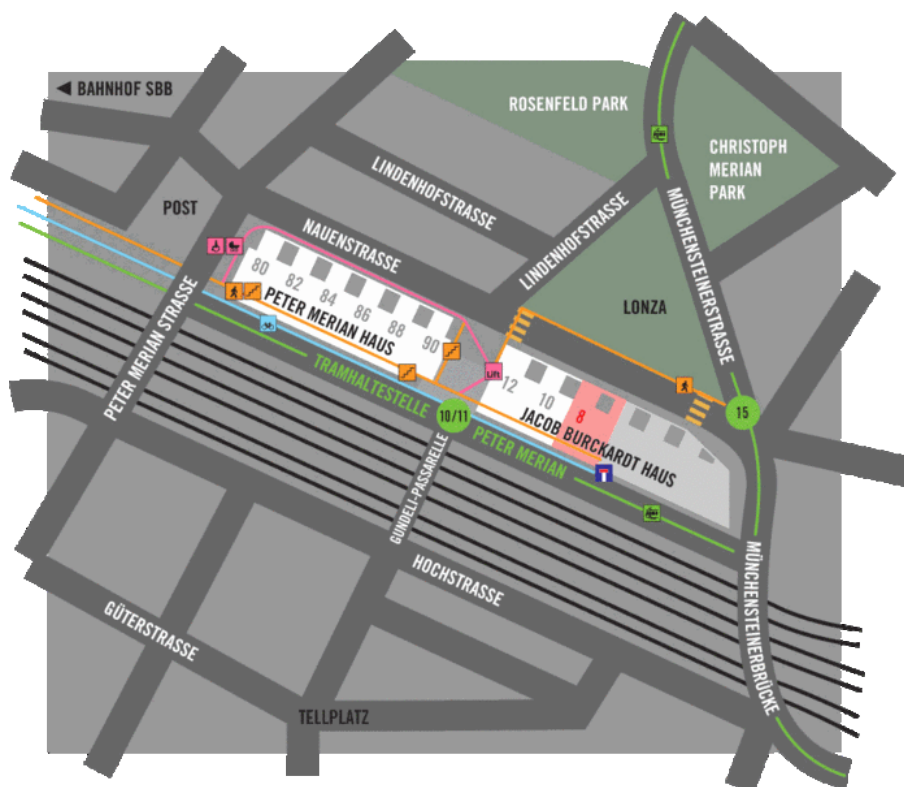 ◄ BAHNHOF SBB
ROSENFELD PARK
CHRISTOPH
MERIAN
PARK
LINDENHOFSTRASSE
POST
NAUENSTRASSE
LINDENHOFSTRASSE
MÜNCHENSTEINERSTRASSE
80
82
84
86
88
90
PETER MERIAN HAUS
LONZA
PETER MERIAN STRASSE
TRAMHALTESTELLE
PETER MERIAN
Lift
12
10
8
JACOB BURCKARDT HAUS
10/11
15
GUNDELI-PASSARELLE
HOCHSTRASSE
GÜTERSTRASSE
TELLPLATZ
MÜNCHENSTEINERBRÜCKE